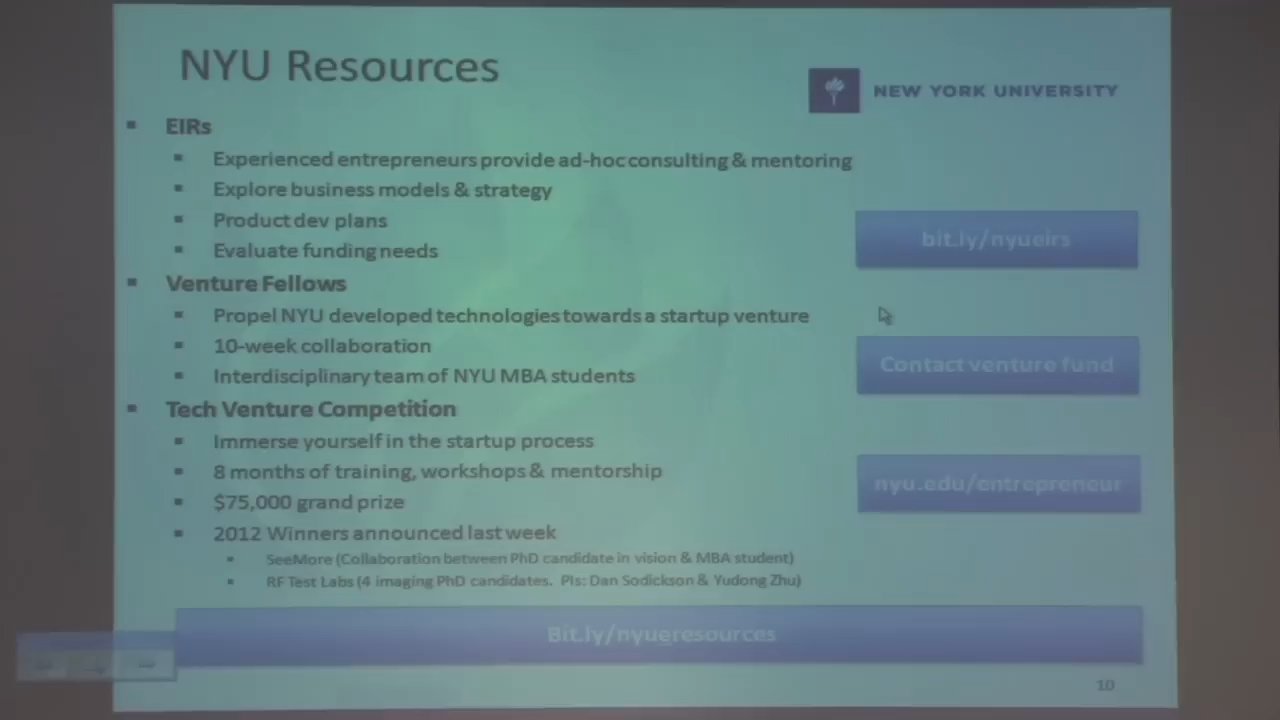 NYU Resources
NEW YORK UNIVERSITY
EIRs
Experienced entrepreneurs provide ad-hoc consulting & mentoring
Explore business models & strategy
Product dev plans
Evaluate funding needs
bit.ly/nyueirs
Venture Fellows
Propel NYU developed technologies towards a startup venture
10-week collaboration
Interdisciplinary team of NYU MBA students
Contact venture fund
Tech Venture Competition
Immerse yourself in the startup process
8 months of training, workshops & mentorship
$75,000 grand prize
2012 Winners announced last week
SeeMore (Collaboration between PhD candidate in vision & MBA student)
RF Test Labs (4 imaging PhD candidates. PIs: Dan Sodickson & Yudong Zhu)
nyu.edu/entrepreneur
Bit.ly/nyueresources
10